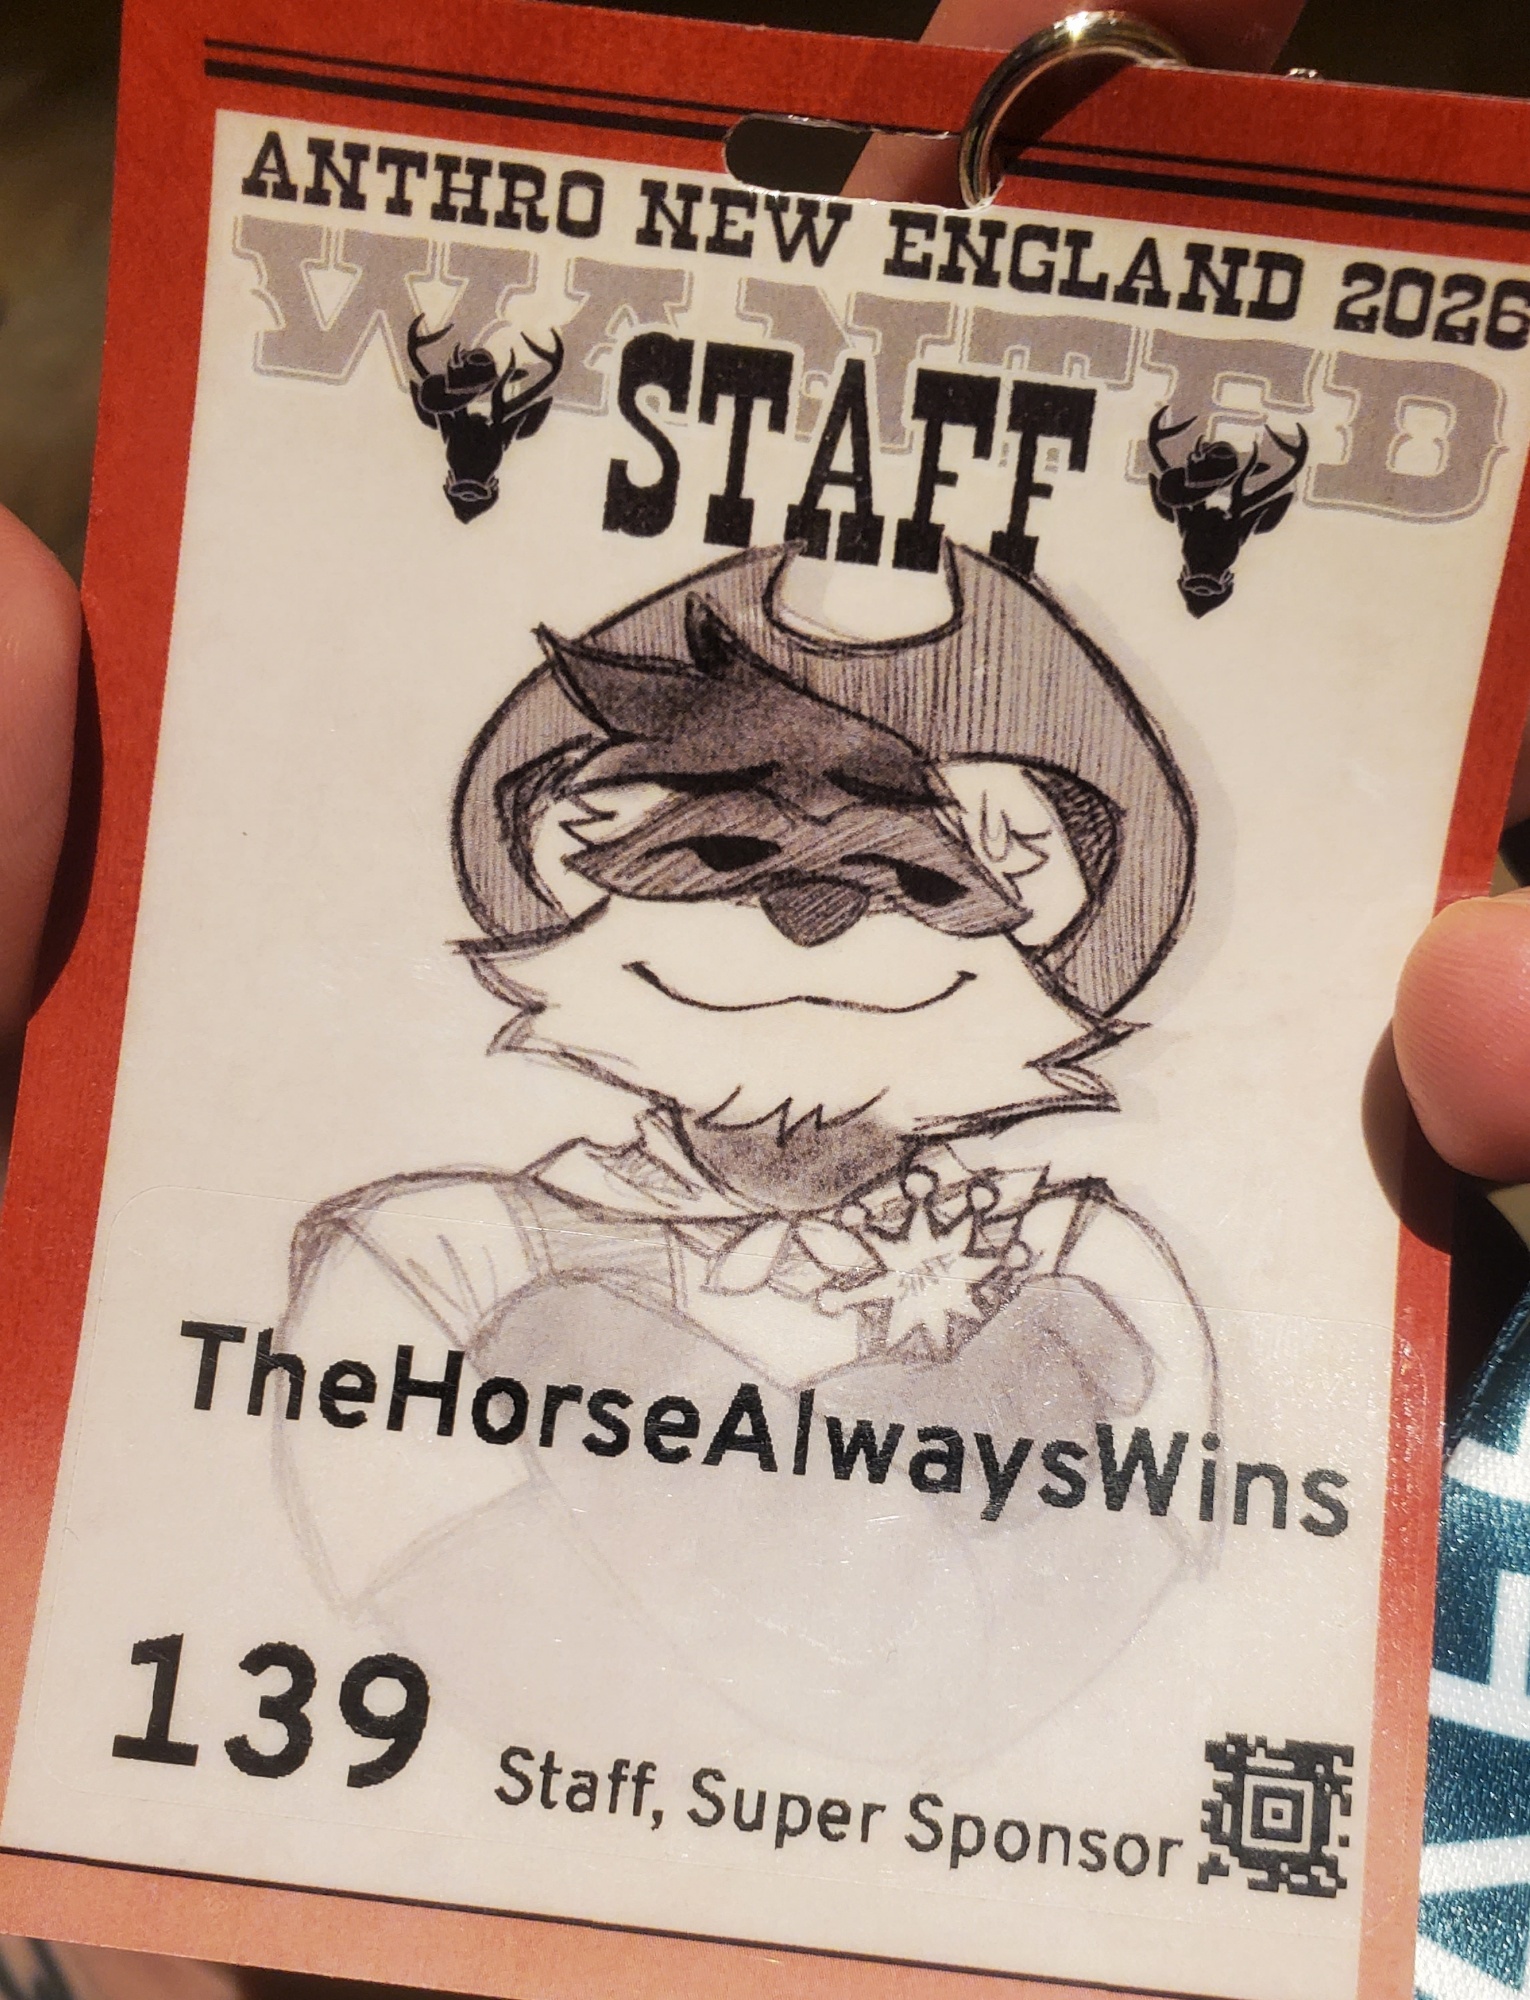 ANTHRO NEW ENGLAND 2026
WANTED
STAFF
TheHorseAlwaysWins
139
Staff, Super Sponsor